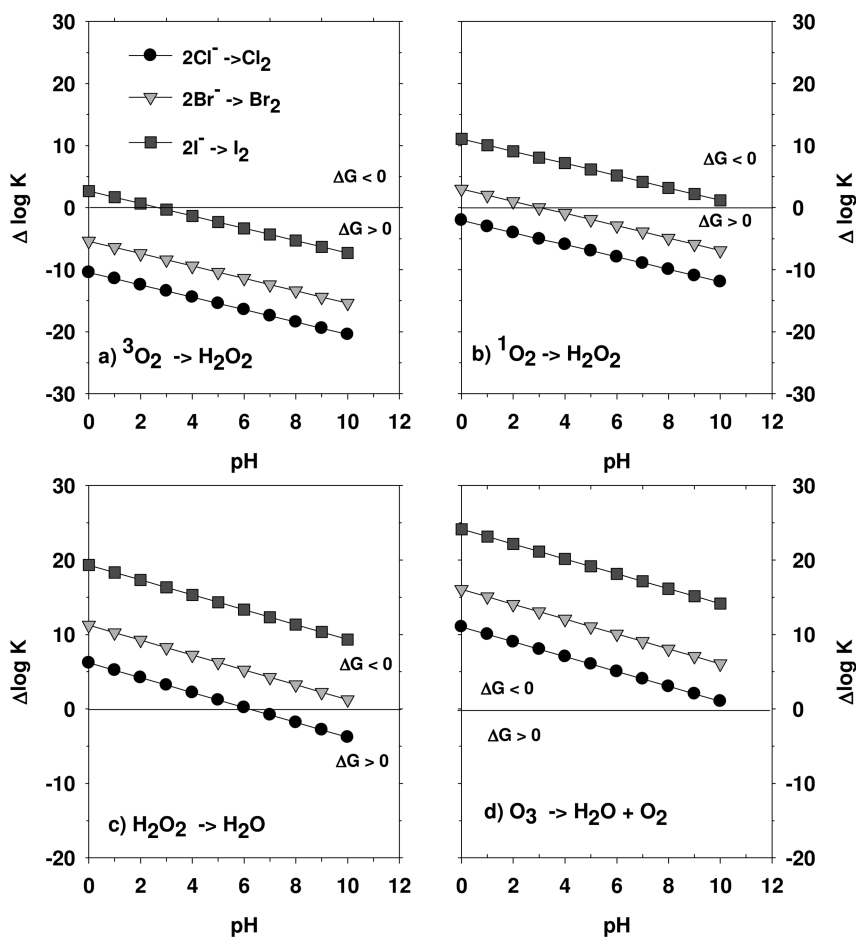 30
20
10
0
-10
-20
-30
Δ log K
2Cl⁻ ->Cl₂
2Br⁻ -> Br₂
2I⁻ -> I₂
ΔG < 0
ΔG > 0
a) ³O₂ -> H₂O₂
0 2 4 6 8 10 12
pH
30
20
10
0
-10
-20
-30
Δ log K
ΔG < 0
ΔG > 0
b) ¹O₂ -> H₂O₂
0 2 4 6 8 10 12
pH
30
20
10
0
-10
-20
Δlog K
ΔG < 0
ΔG > 0
c) H₂O₂ -> H₂O
0 2 4 6 8 10 12
pH
30
20
10
0
-10
-20
Δlog K
ΔG < 0
ΔG > 0
d) O₃ -> H₂O + O₂
0 2 4 6 8 10 12
pH